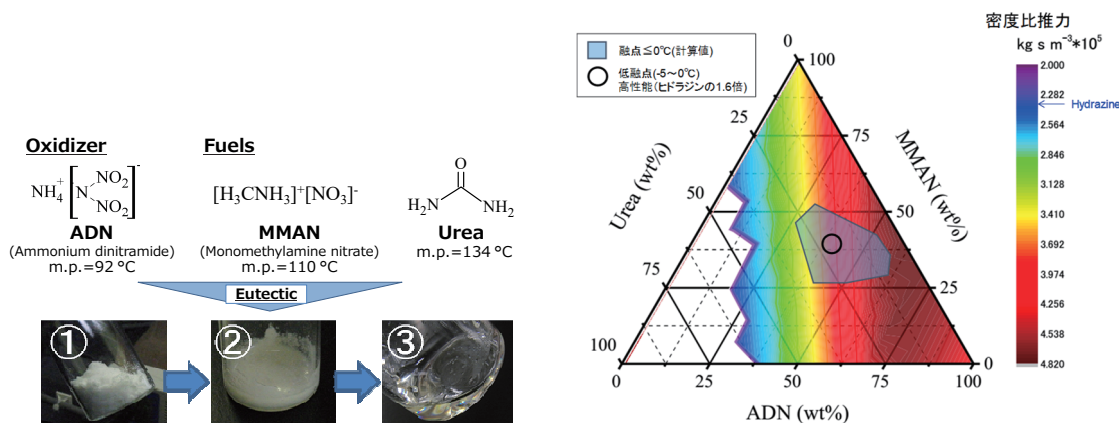 Oxidizer
Fuels
NH₄⁺ [N NO₂ NO₂]⁻
[H₃CNH₃]⁺[NO₃]⁻
O
H₂N NH₂
ADN
(Ammonium dinitramide)
m.p.=92 °C
MMAN
(Monomethylamine nitrate)
m.p.=110 °C
Urea
m.p.=134 °C
Eutectic
①
②
③
融点≦0℃(計算値)
低融点(-5~0℃)
高性能(ヒドラジンの1.6倍)
密度比推力
kg s m⁻³*10⁵
2.000
2.282
2.564
2.846
3.128
3.410
3.692
3.974
4.256
4.538
4.820
Hydrazine
Urea (wt%)
0
25
50
75
100
MMAN (wt%)
100
75
50
25
0
0
25
50
75
100
ADN (wt%)